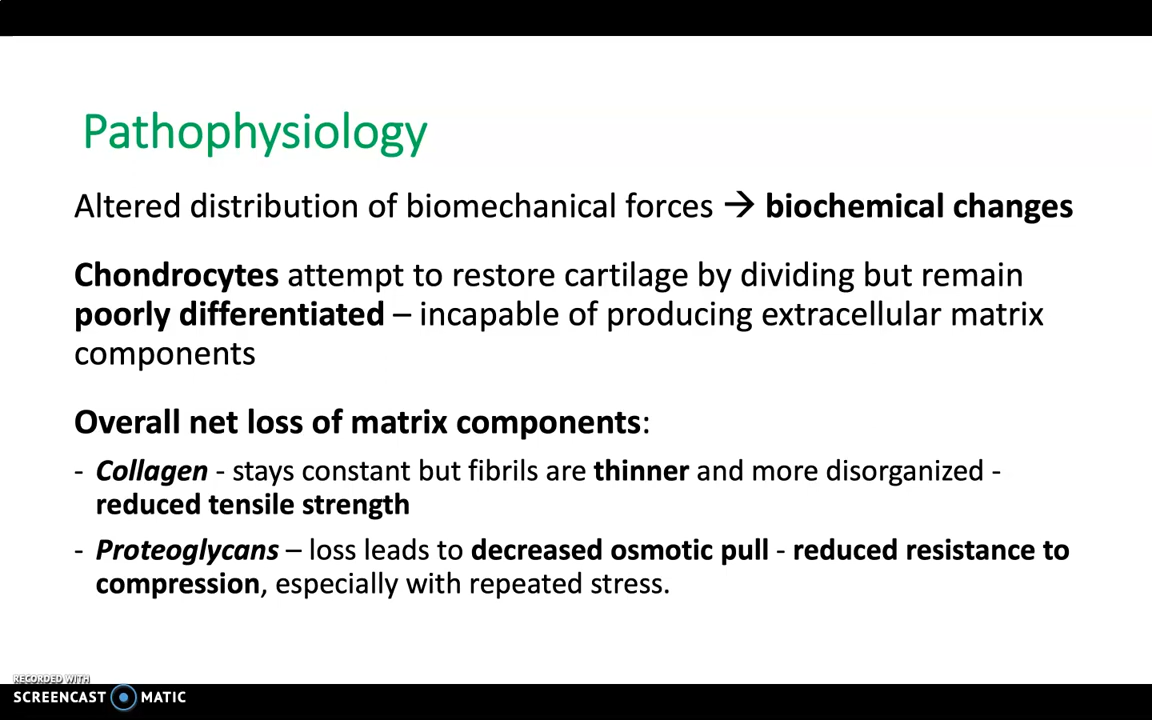 Pathophysiology
Altered distribution of biomechanical forces → biochemical changes
Chondrocytes attempt to restore cartilage by dividing but remain
poorly differentiated – incapable of producing extracellular matrix
components
Overall net loss of matrix components:
- Collagen - stays constant but fibrils are thinner and more disorganized -
reduced tensile strength
- Proteoglycans – loss leads to decreased osmotic pull - reduced resistance to
compression, especially with repeated stress.
RECORDED WITH
SCREENCAST MATIC